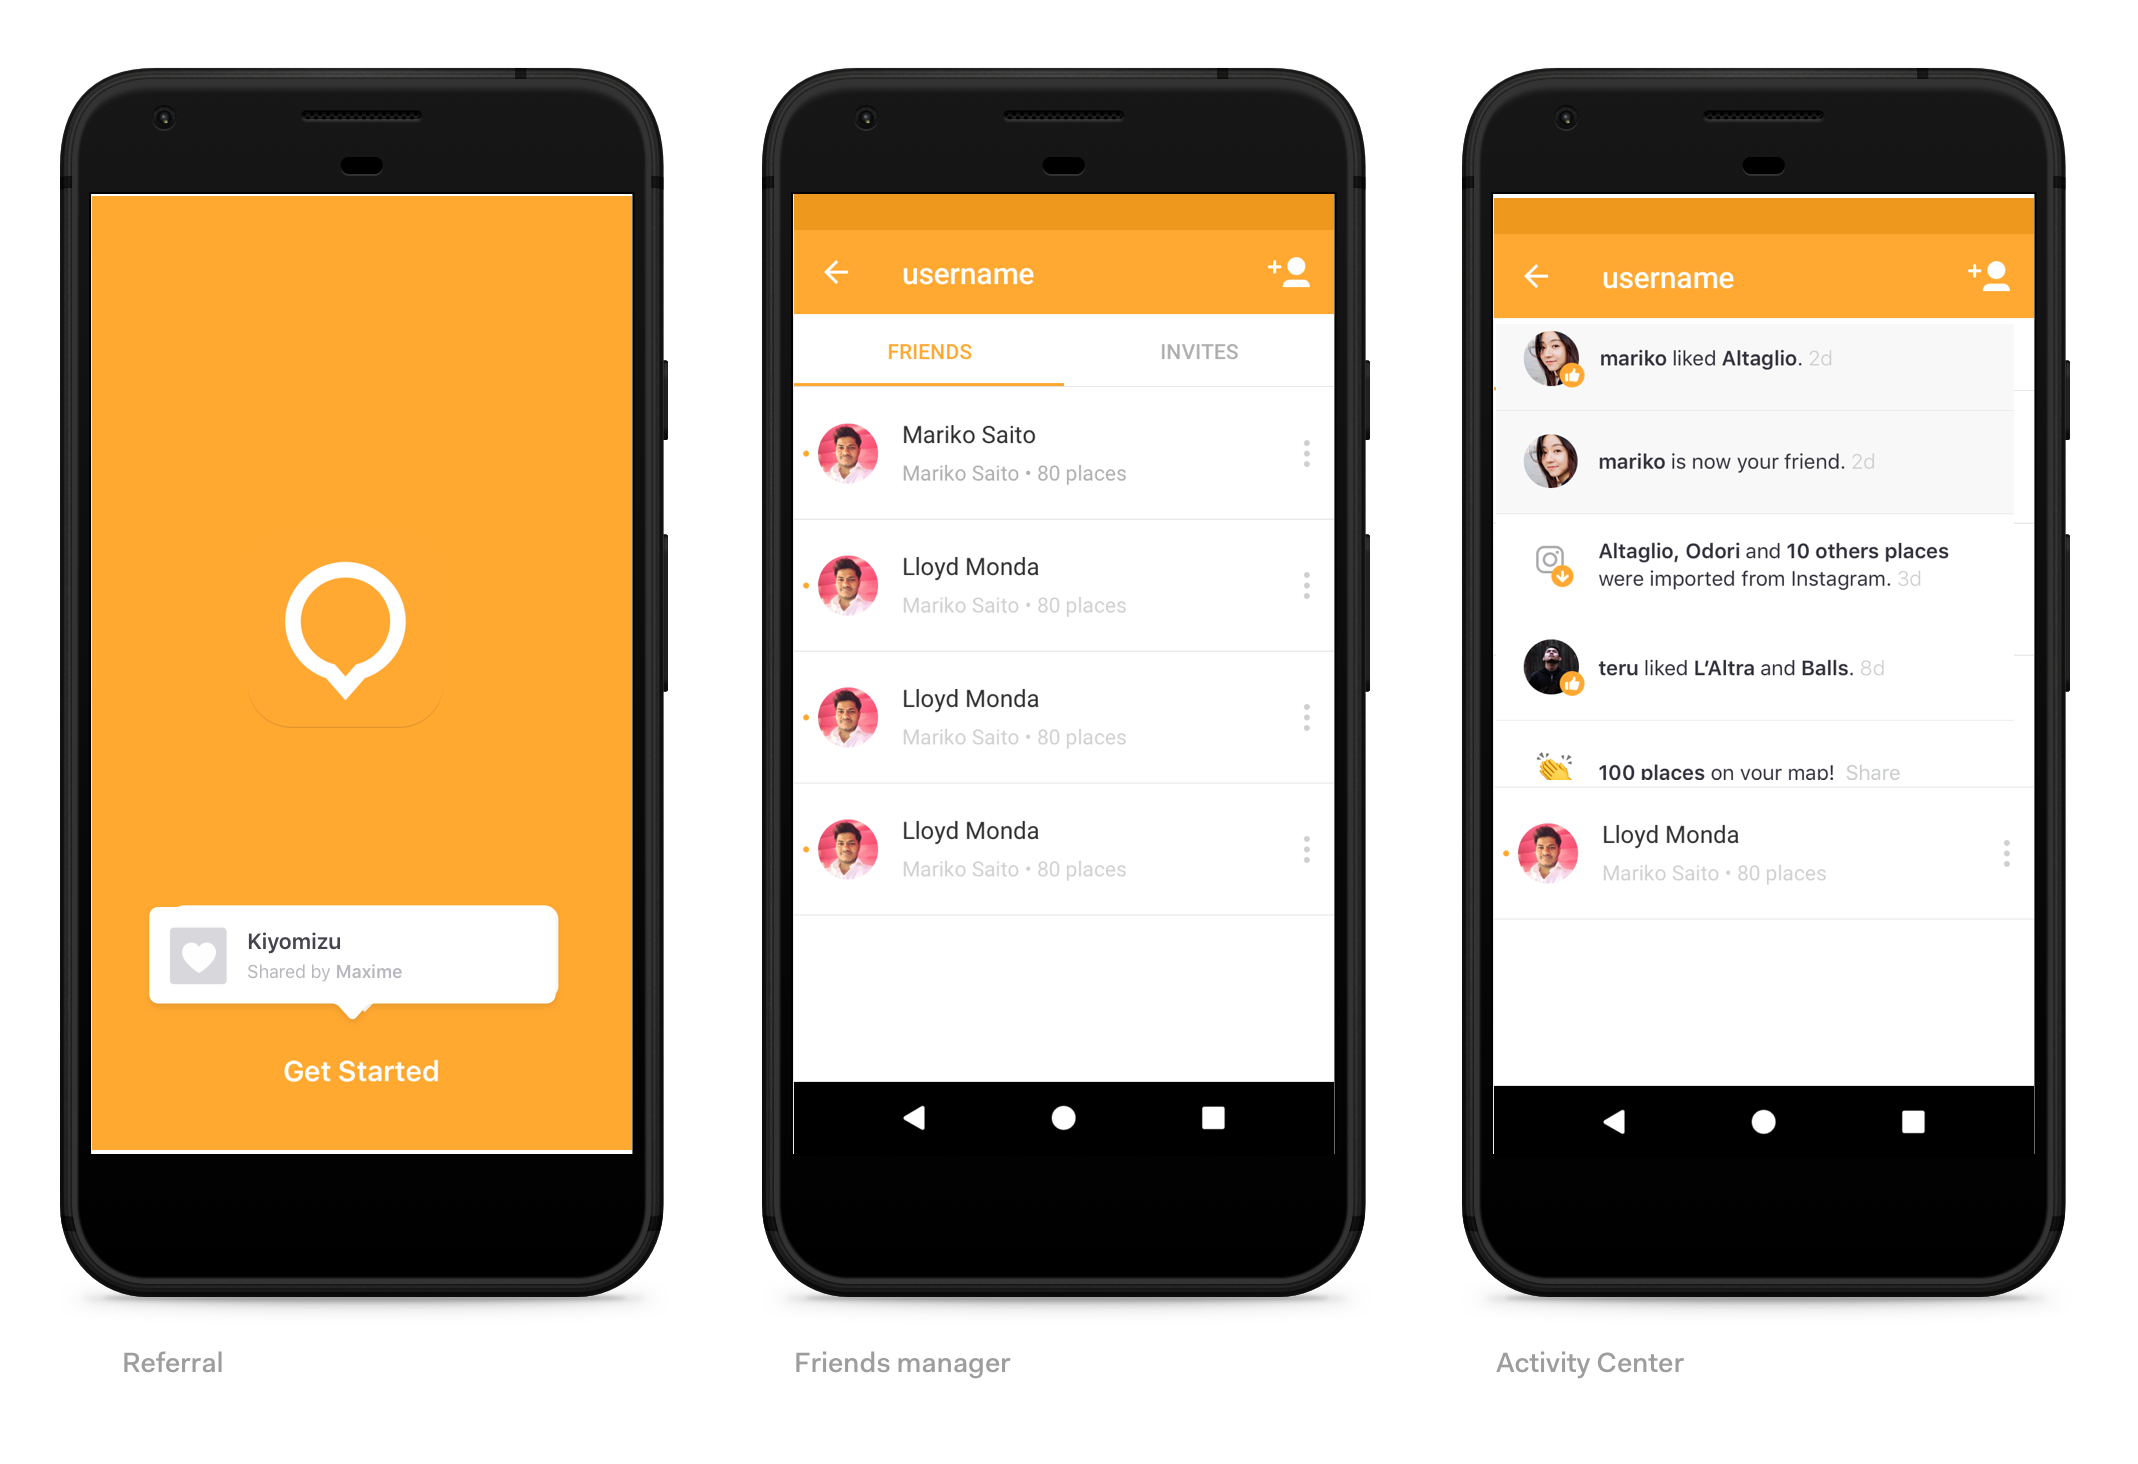 Kiyomizu
Shared by Maxime
Get Started
Referral
username
FRIENDS
INVITES
Mariko Saito
Mariko Saito • 80 places
Lloyd Monda
Mariko Saito • 80 places
Lloyd Monda
Mariko Saito • 80 places
Lloyd Monda
Mariko Saito • 80 places
Friends manager
username
mariko liked Altaglio. 2d
mariko is now your friend. 2d
Altaglio, Odori and 10 others places
were imported from Instagram. 3d
teru liked L’Altra and Balls. 8d
100 places on your map! Share
Lloyd Monda
Mariko Saito • 80 places
Activity Center